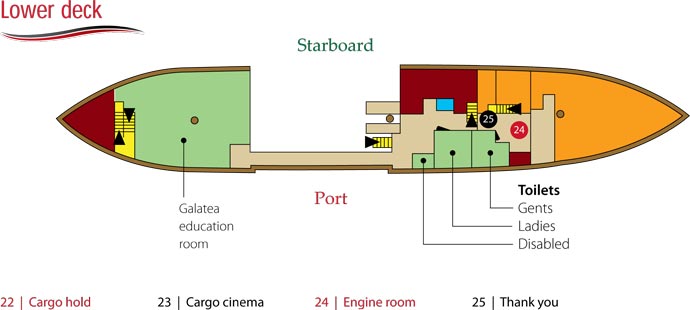 Lower deck
Starboard
25
24
Port
Toilets
Gents
Ladies
Disabled
Galatea
education
room
22 | Cargo hold
23 | Cargo cinema
24 | Engine room
25 | Thank you